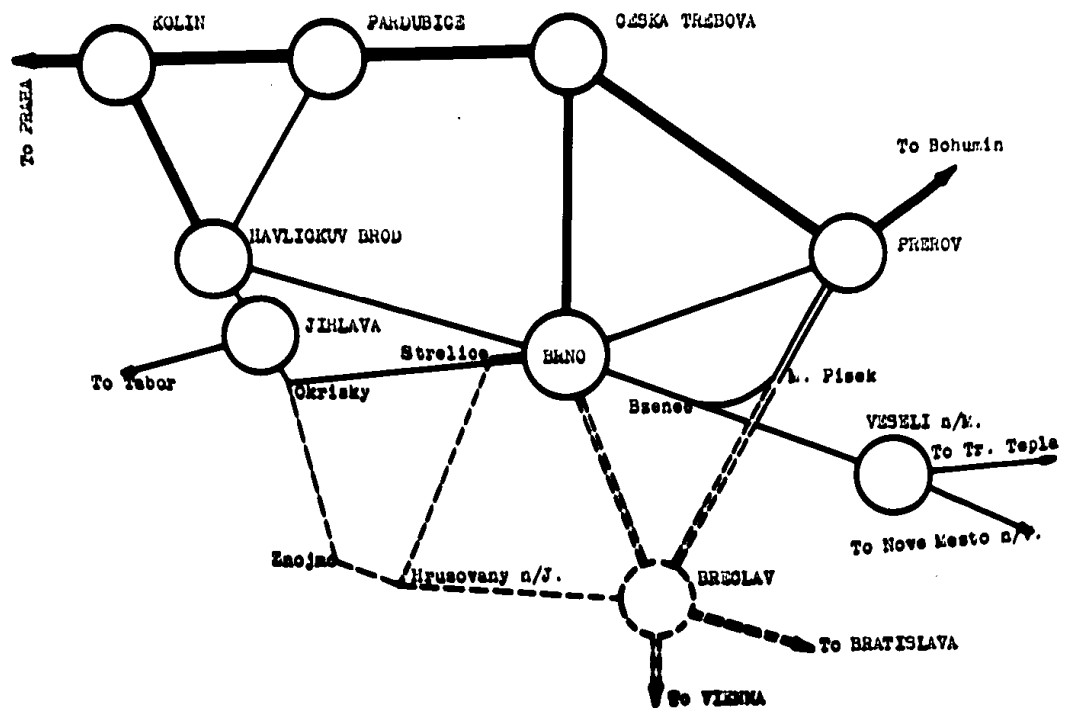 KOLIN
PARDUBICE
CESKA TREBOVA
To PRAHA
To Bohumin
HAVLICKUV BROD
PREROV
JIHLAVA
Strelice
BRNO
To Tabor
Okrisky
Bzenec
M. Pisek
VESELI n/M.
To Tr. Tepla
To Nove Mesto n/V.
Znojmo
Hrusovany n/J.
BRECLAV
To BRATISLAVA
To VIENNA